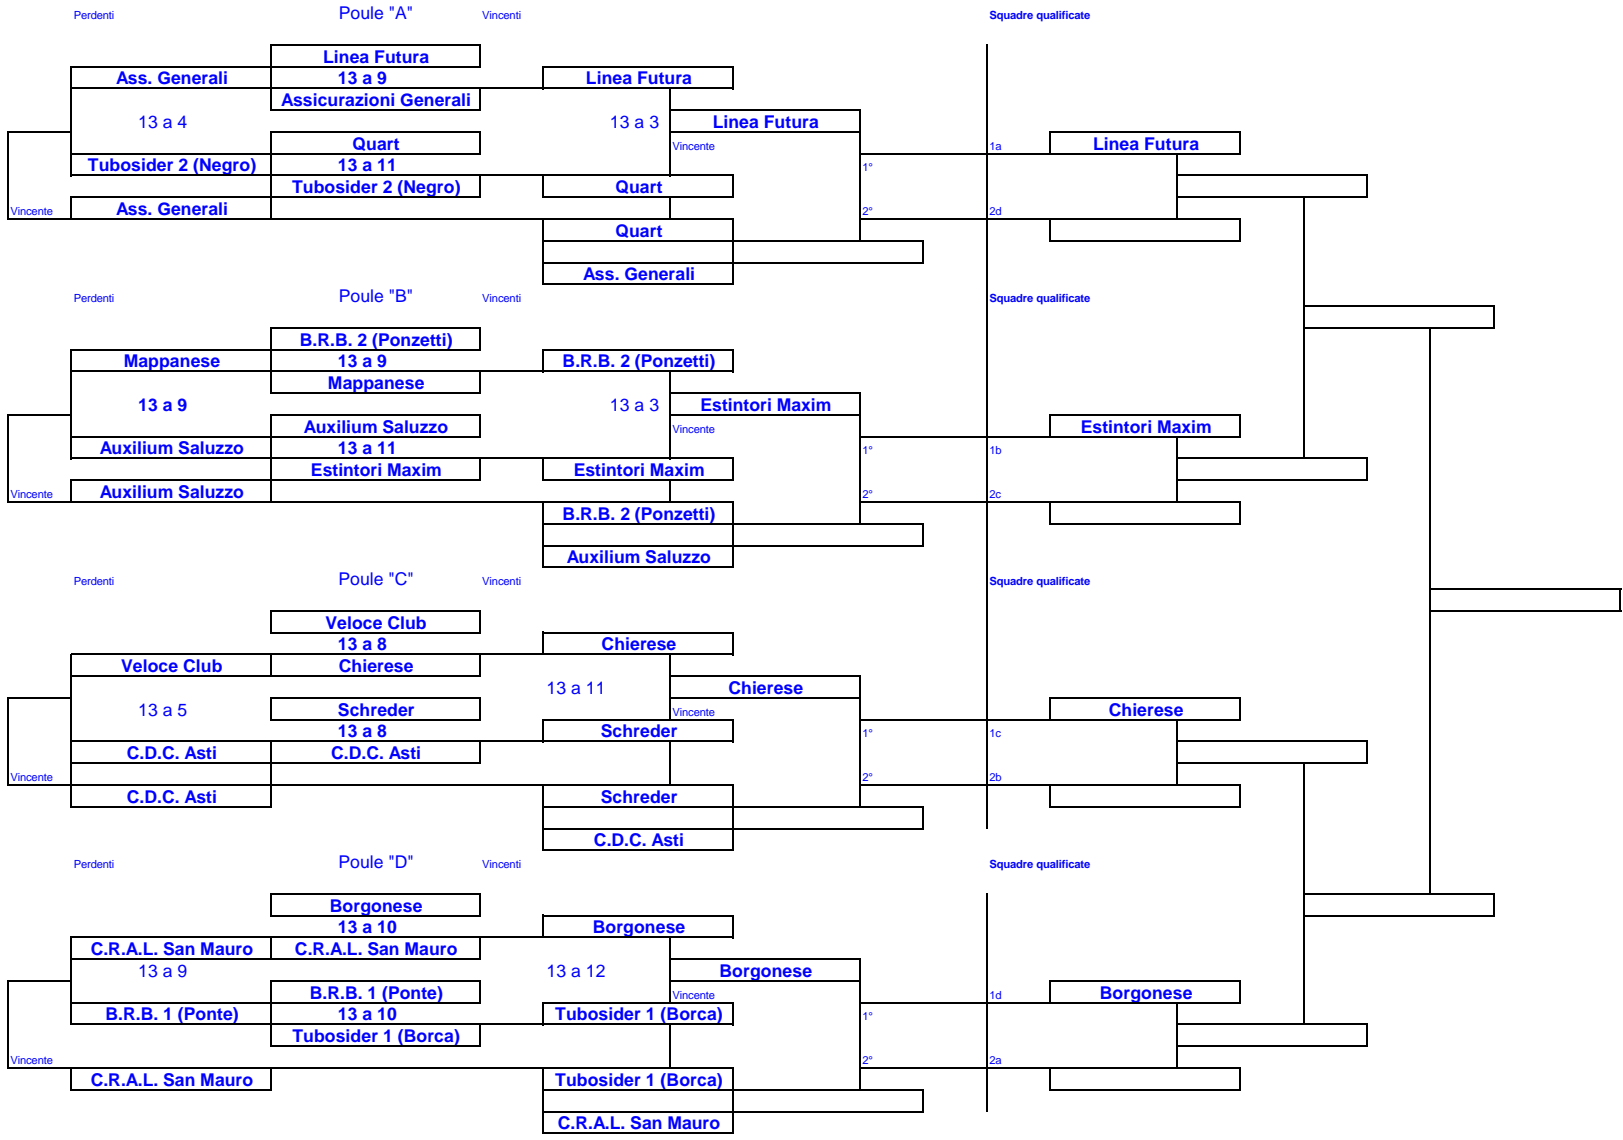 Perdenti Poule "A" Vincenti Squadre qualificate
Linea Futura
Ass. Generali 13 a 9 Linea Futura
Assicurazioni Generali
13 a 4 13 a 3 Linea Futura
Quart Vincente 1a Linea Futura
Tubosider 2 (Negro) 13 a 11 1°
Tubosider 2 (Negro) Quart
Vincente Ass. Generali 2° 2d
Quart
Ass. Generali
Perdenti Poule "B" Vincenti Squadre qualificate
B.R.B. 2 (Ponzetti)
Mappanese 13 a 9 B.R.B. 2 (Ponzetti)
Mappanese
13 a 9 13 a 3 Estintori Maxim
Auxilium Saluzzo Vincente Estintori Maxim
Auxilium Saluzzo 13 a 11 1° 1b
Estintori Maxim Estintori Maxim
Vincente Auxilium Saluzzo 2° 2c
B.R.B. 2 (Ponzetti)
Auxilium Saluzzo
Perdenti Poule "C" Vincenti Squadre qualificate
Veloce Club
13 a 8 Chierese
Veloce Club Chierese
13 a 11 Chierese
13 a 5 Schreder Vincente Chierese
13 a 8 Schreder 1° 1c
C.D.C. Asti C.D.C. Asti
Vincente 2° 2b
C.D.C. Asti Schreder
C.D.C. Asti
Perdenti Poule "D" Vincenti Squadre qualificate
Borgonese
13 a 10 Borgonese
C.R.A.L. San Mauro C.R.A.L. San Mauro
13 a 9 13 a 12 Borgonese
B.R.B. 1 (Ponte) Vincente 1d Borgonese
B.R.B. 1 (Ponte) 13 a 10 Tubosider 1 (Borca) 1°
Tubosider 1 (Borca)
Vincente 2° 2a
C.R.A.L. San Mauro Tubosider 1 (Borca)
C.R.A.L. San Mauro